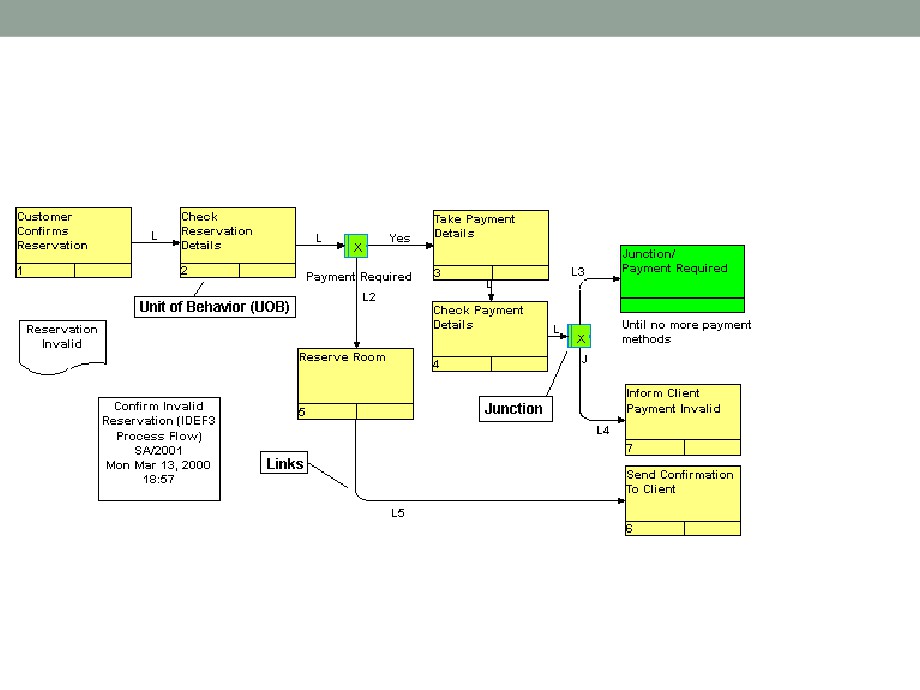 Customer
Confirms
Reservation
1
L
Check
Reservation
Details
2
L
X
Yes
Payment Required
L2
Take Payment
Details
3
L
Check Payment
Details
4
L
X
J
L3
Junction/
Payment Required
Until no more payment
methods
Unit of Behavior (UOB)
Reservation
Invalid
Reserve Room
5
Junction
L4
Inform Client
Payment Invalid
7
Confirm Invalid
Reservation (IDEF3
Process Flow)
SA/2001
Mon Mar 13, 2000
18:57
Links
L5
Send Confirmation
To Client
6